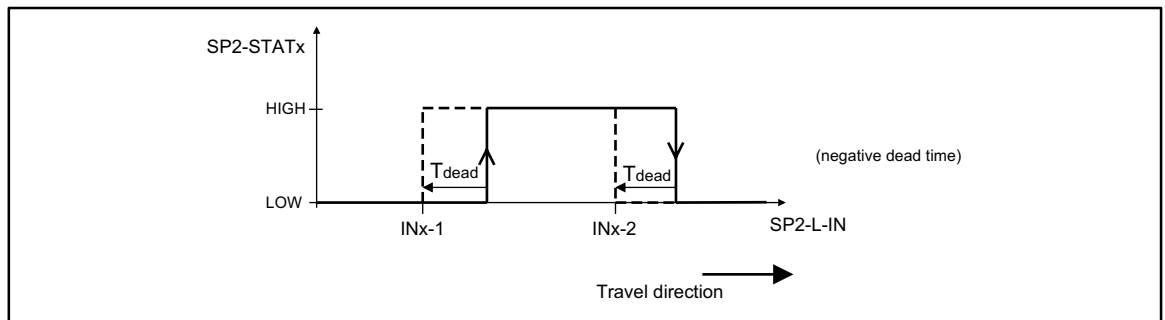 SP2-STATx
HIGH
Tdead
Tdead
(negative dead time)
LOW
INx-1
INx-2
SP2-L-IN
Travel direction